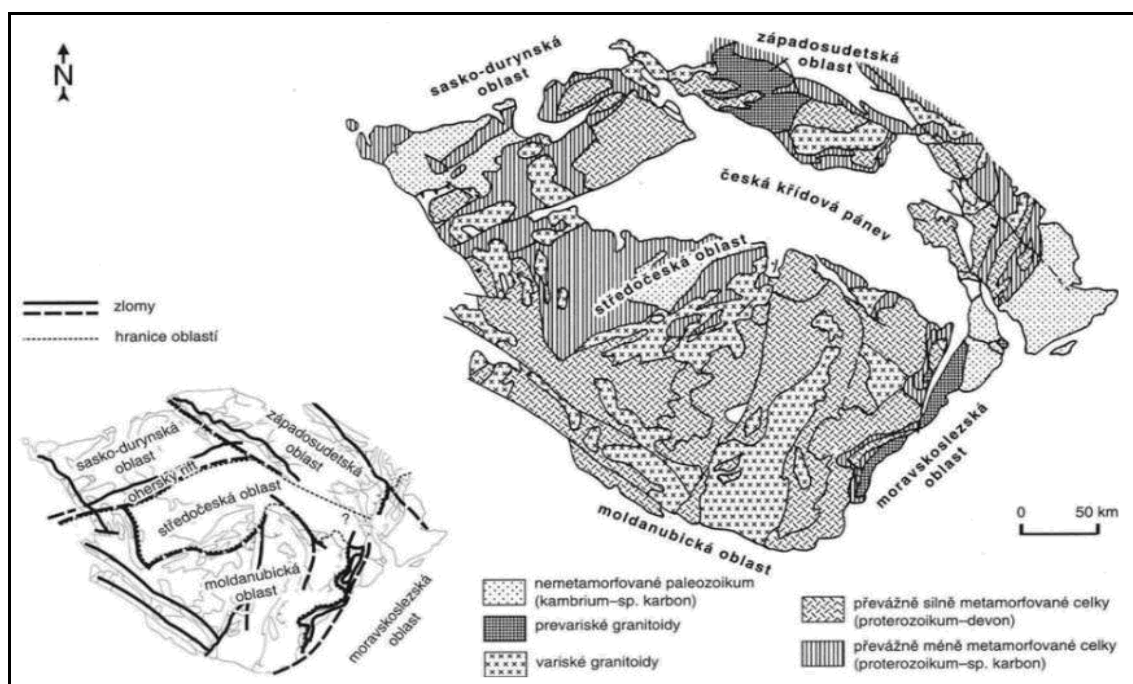 N
sasko-durynská
oblast
západosudetská
oblast
česká křídová pánev
středočeská oblast
moldanubická oblast
moravskoslezská
oblast
0 50 km
zlomy
hranice oblastí
sasko-durynská
oblast
oherský rift
západosudetská
oblast
středočeská oblast
?
moldanubická
oblast
moravskoslezská
oblast
nemetamorfované paleozoikum
(kambrium–sp. karbon)
prevariské granitoidy
variské granitoidy
převážně silně metamorfované celky
(proterozoikum–devon)
převážně méně metamorfované celky
(proterozoikum–sp. karbon)